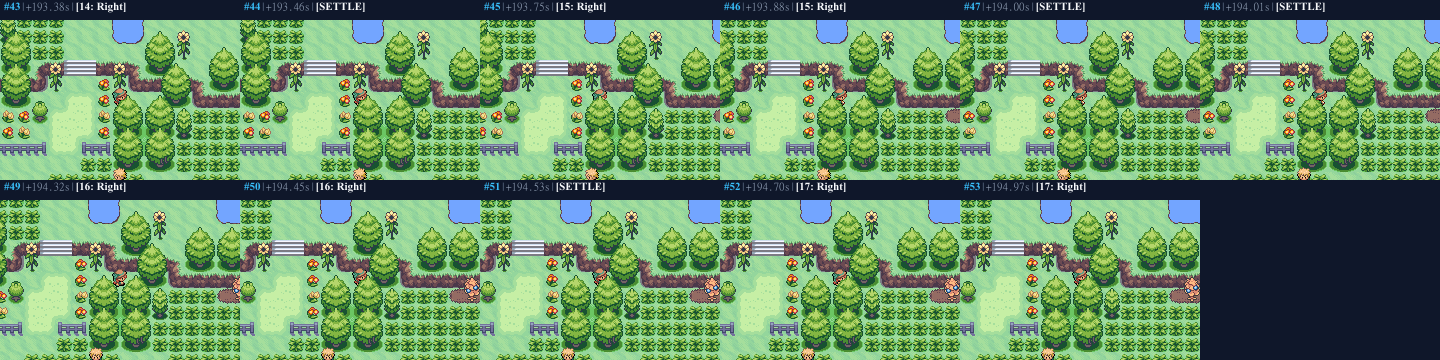 #43|+193.38s|[14: Right]
#44|+193.46s|[SETTLE]
#45|+193.75s|[15: Right]
#46|+193.88s|[15: Right]
#47|+194.00s|[SETTLE]
#48|+194.01s|[SETTLE]
#49|+194.32s|[16: Right]
#50|+194.45s|[16: Right]
#51|+194.53s|[SETTLE]
#52|+194.70s|[17: Right]
#53|+194.97s|[17: Right]